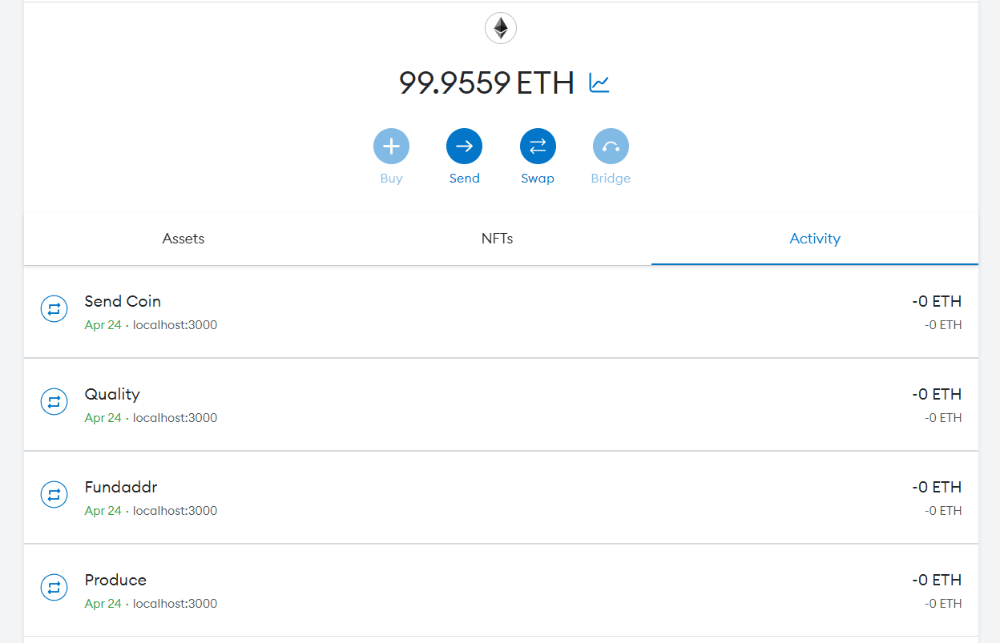 99.9559 ETH
Buy Send Swap Bridge
Assets NFTs Activity
Send Coin -0 ETH
Apr 24 · localhost:3000 -0 ETH
Quality -0 ETH
Apr 24 · localhost:3000 -0 ETH
Fundaddr -0 ETH
Apr 24 · localhost:3000 -0 ETH
Produce -0 ETH
Apr 24 · localhost:3000 -0 ETH